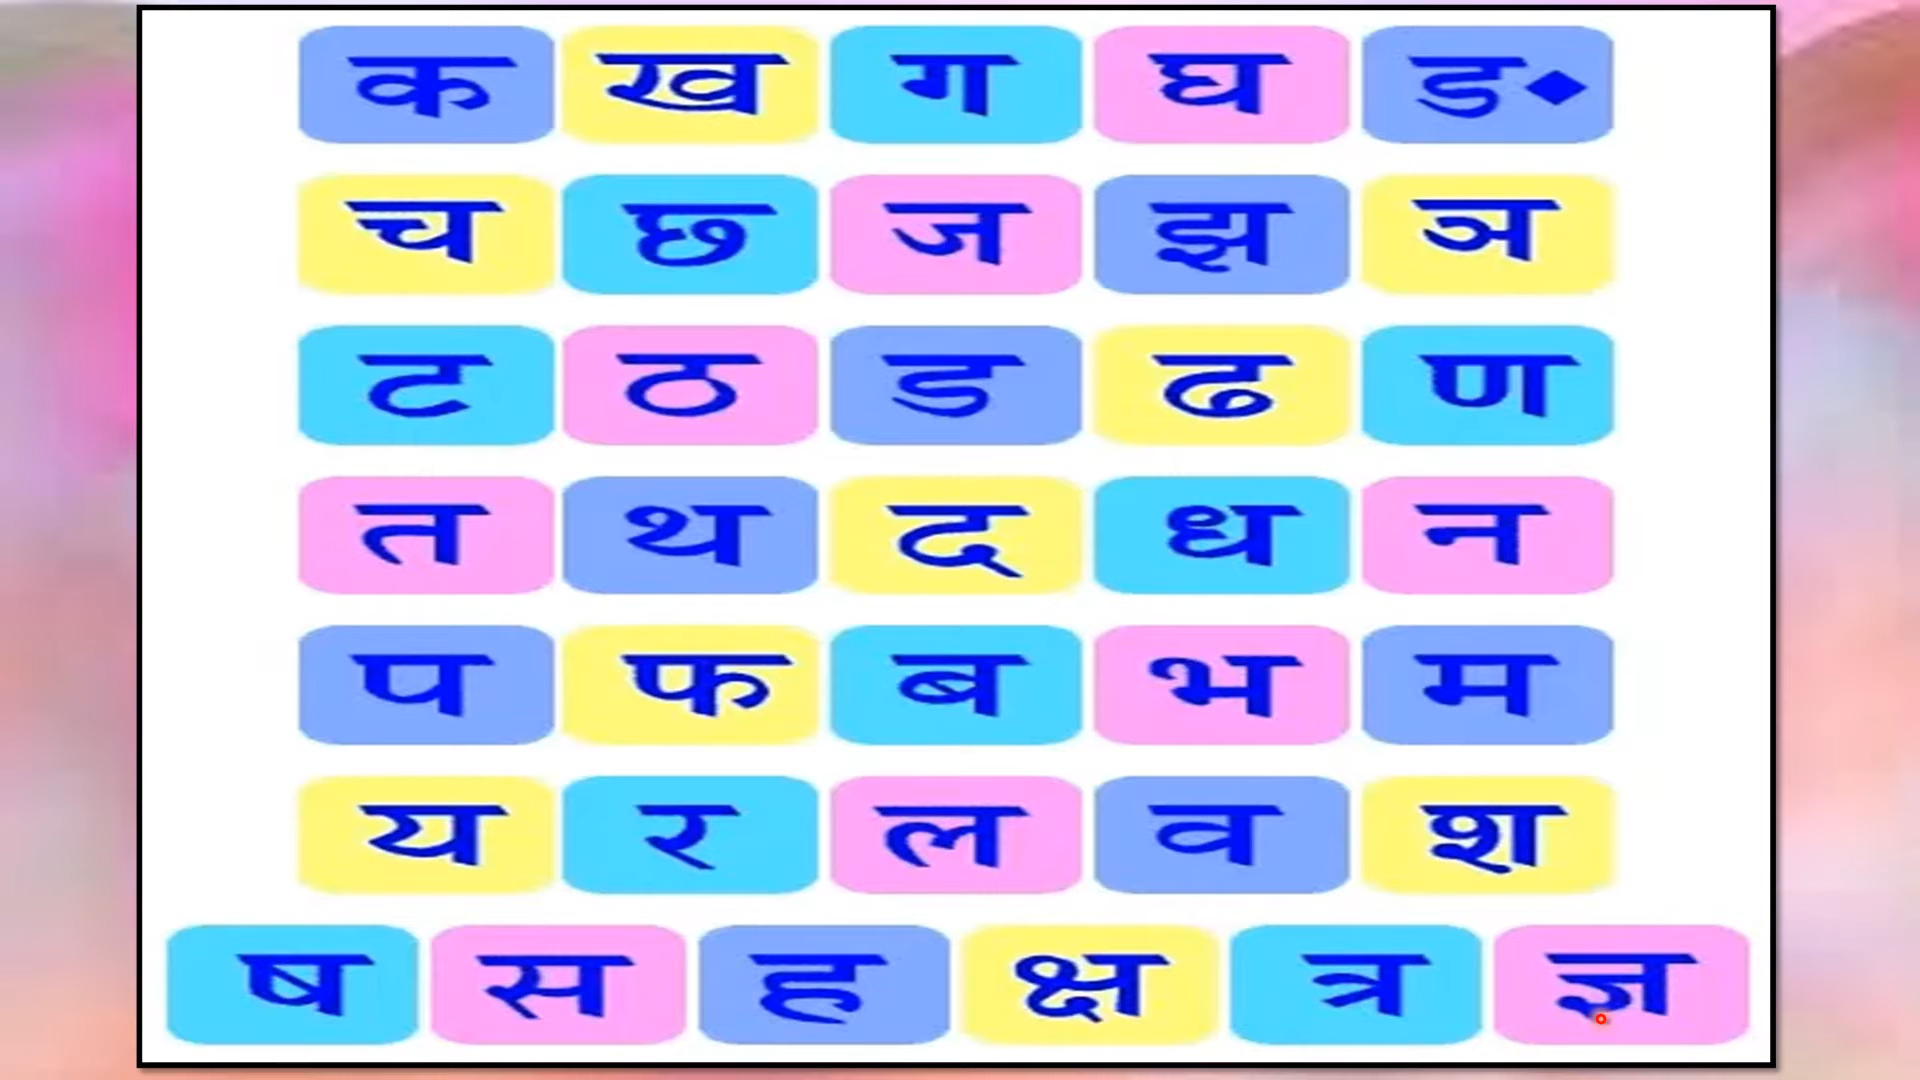 क ख ग घ ङ
च छ ज झ ञ
ट ठ ड ढ ण
त थ द ध न
प फ ब भ म
य र ल व श
ष स ह क्ष त्र ज्ञ